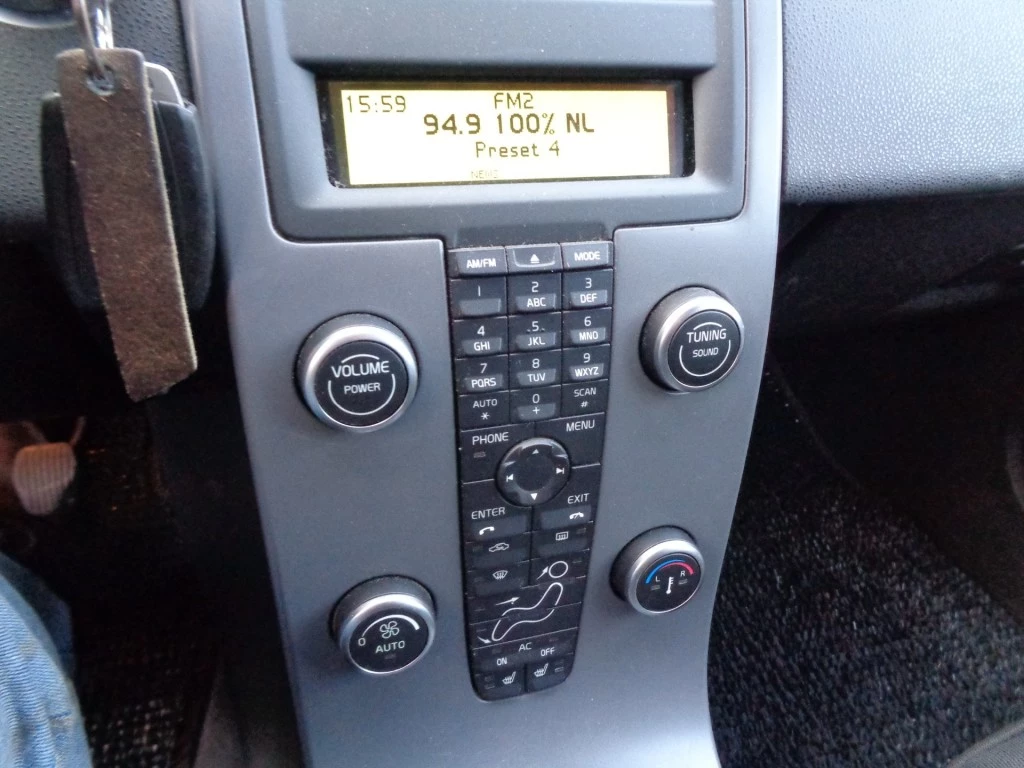 15:59 FM2
94.9 100% NL
Preset 4
NEWS
AM/FM MODE
1 2 3
ABC DEF
4 5 6
GHI JKL MNO
7 8 9
PQRS TUV WXYZ
AUTO 0 SCAN
* + #
VOLUME
POWER
TUNING
SOUND
PHONE MENU
ENTER EXIT
L R
0 AUTO
AC
ON OFF